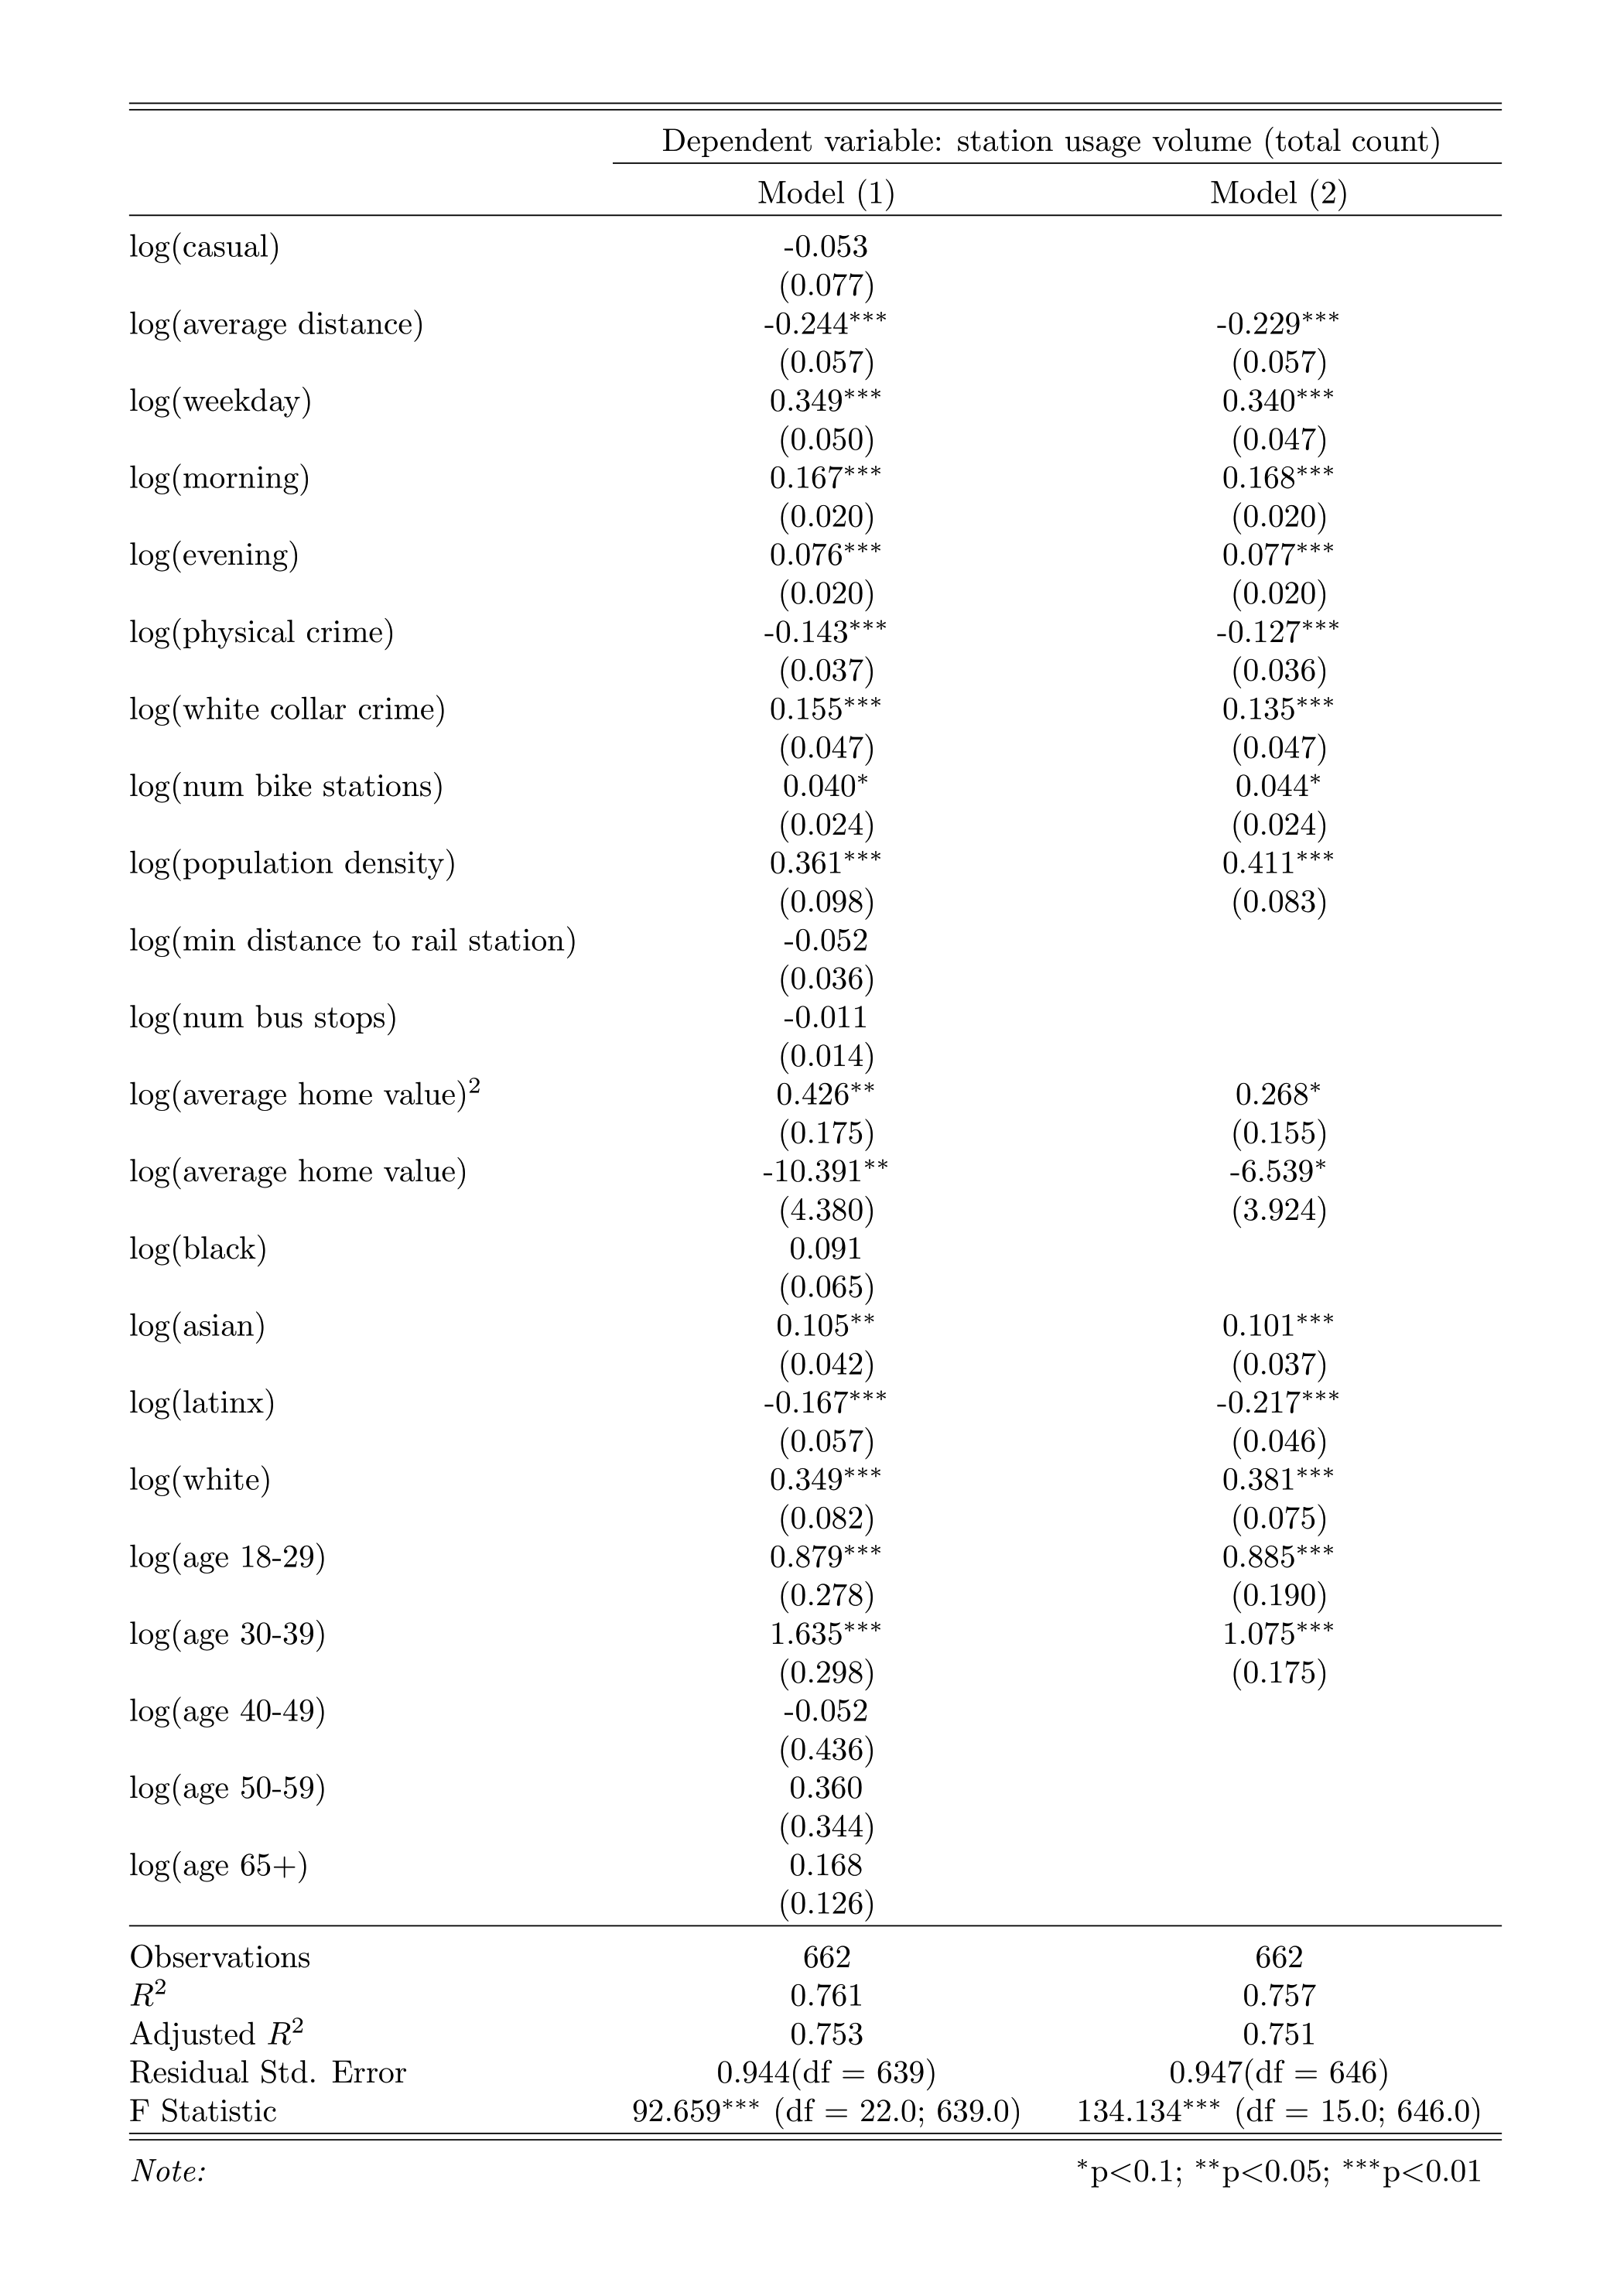 Dependent variable: station usage volume (total count)
Model (1) Model (2)
log(casual) -0.053
(0.077)
log(average distance) -0.244*** -0.229***
(0.057) (0.057)
log(weekday) 0.349*** 0.340***
(0.050) (0.047)
log(morning) 0.167*** 0.168***
(0.020) (0.020)
log(evening) 0.076*** 0.077***
(0.020) (0.020)
log(physical crime) -0.143*** -0.127***
(0.037) (0.036)
log(white collar crime) 0.155*** 0.135***
(0.047) (0.047)
log(num bike stations) 0.040* 0.044*
(0.024) (0.024)
log(population density) 0.361*** 0.411***
(0.098) (0.083)
log(min distance to rail station) -0.052
(0.036)
log(num bus stops) -0.011
(0.014)
log(average home value)² 0.426** 0.268*
(0.175) (0.155)
log(average home value) -10.391** -6.539*
(4.380) (3.924)
log(black) 0.091
(0.065)
log(asian) 0.105** 0.101***
(0.042) (0.037)
log(latinx) -0.167*** -0.217***
(0.057) (0.046)
log(white) 0.349*** 0.381***
(0.082) (0.075)
log(age 18-29) 0.879*** 0.885***
(0.278) (0.190)
log(age 30-39) 1.635*** 1.075***
(0.298) (0.175)
log(age 40-49) -0.052
(0.436)
log(age 50-59) 0.360
(0.344)
log(age 65+) 0.168
(0.126)
Observations 662 662
R² 0.761 0.757
Adjusted R² 0.753 0.751
Residual Std. Error 0.944(df = 639) 0.947(df = 646)
F Statistic 92.659*** (df = 22.0; 639.0) 134.134*** (df = 15.0; 646.0)
Note: *p<0.1; **p<0.05; ***p<0.01